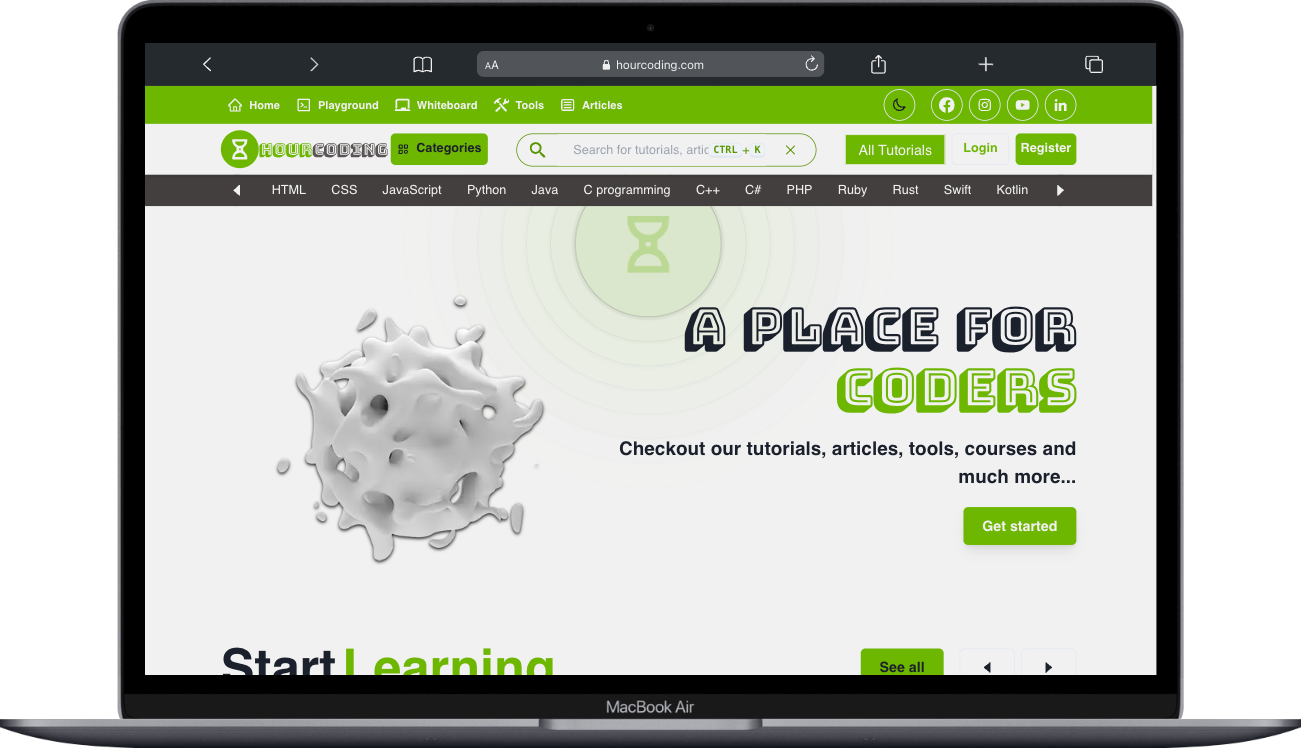 AA hourcoding.com
Home Playground Whiteboard Tools Articles
HOURCODING Categories Search for tutorials, artic CTRL + K All Tutorials Login Register
HTML CSS JavaScript Python Java C programming C++ C# PHP Ruby Rust Swift Kotlin
A PLACE FOR
CODERS
Checkout our tutorials, articles, tools, courses and
much more...
Get started
Start Learning See all
MacBook Air